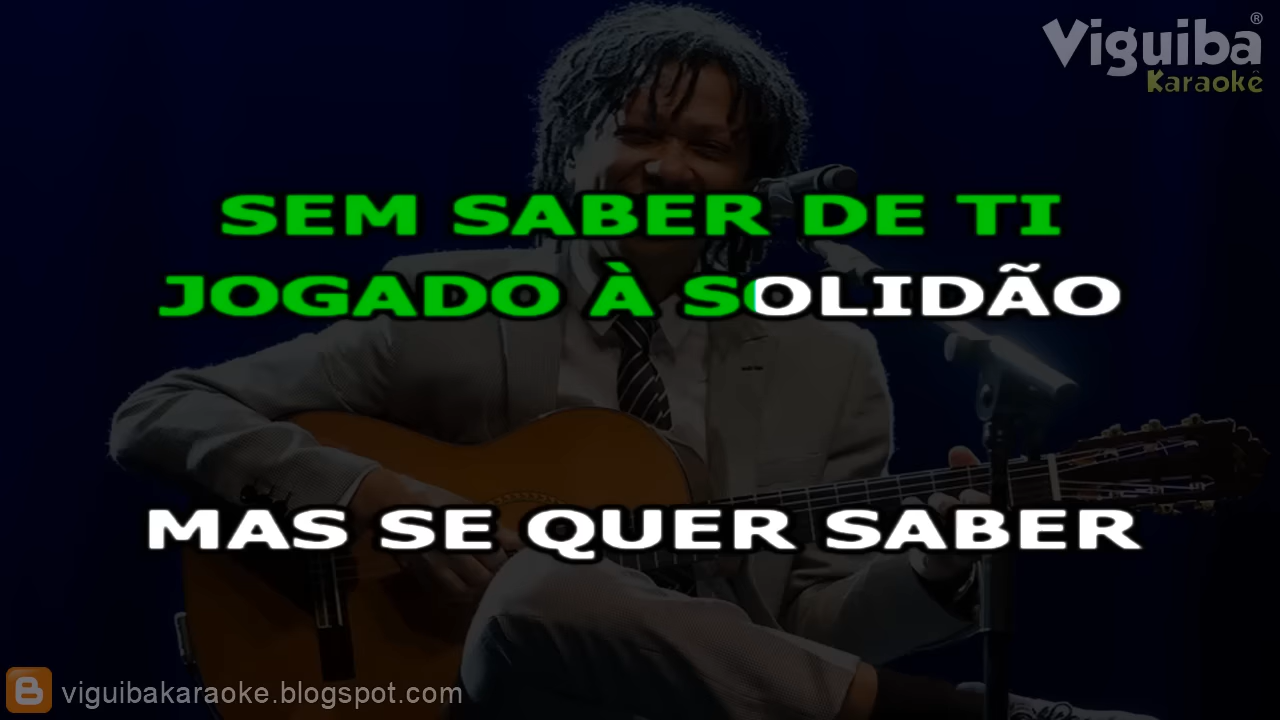 Viguiba®
Karaokê
SEM SABER DE TI
JOGADO À SOLIDÃO
MAS SE QUER SABER
viguibakaraoke.blogspot.com